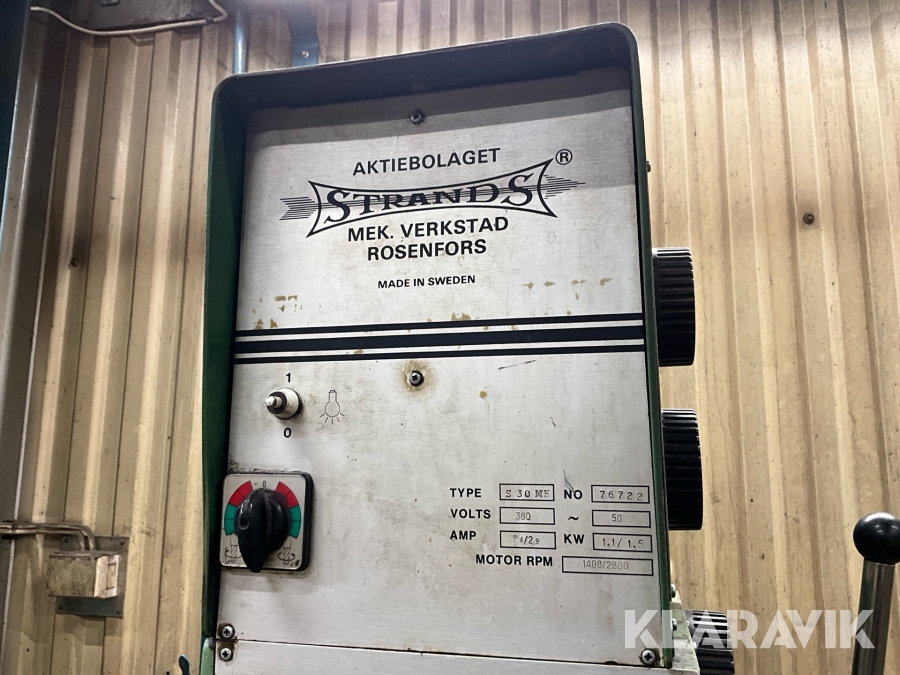 AKTIEBOLAGET
STRANDS ®
MEK. VERKSTAD
ROSENFORS
MADE IN SWEDEN
1
0
0
TYPE S 30 MF NO 76722
VOLTS 380 ~ 50
AMP KW 1.1/1.5
MOTOR RPM 1400/2800
KLARAVIK